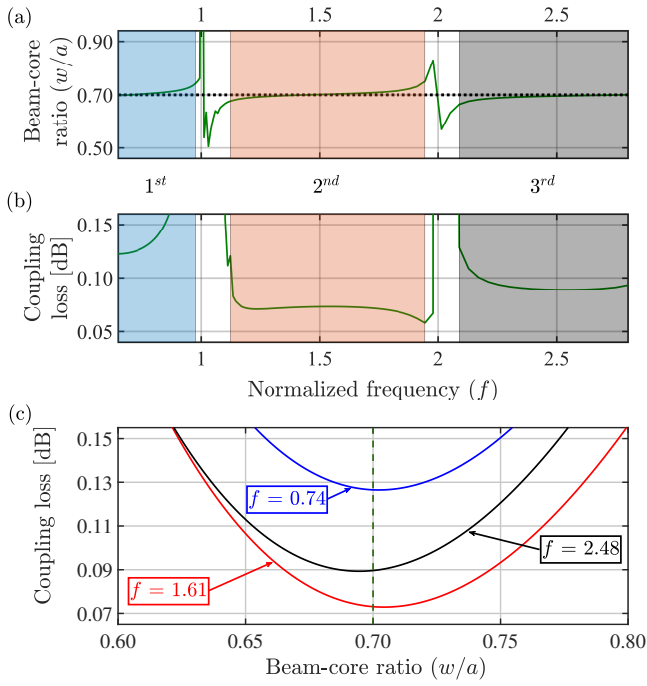 (a)
1 1.5 2 2.5
Beam-core ratio (w/a)
0.90
0.70
0.50
1st 2nd 3rd
(b)
Coupling loss [dB]
0.15
0.10
0.05
1 1.5 2 2.5
Normalized frequency (f)
(c)
Coupling loss [dB]
0.15
0.13
0.11
0.09
0.07
f = 0.74
f = 2.48
f = 1.61
0.60 0.65 0.70 0.75 0.80
Beam-core ratio (w/a)